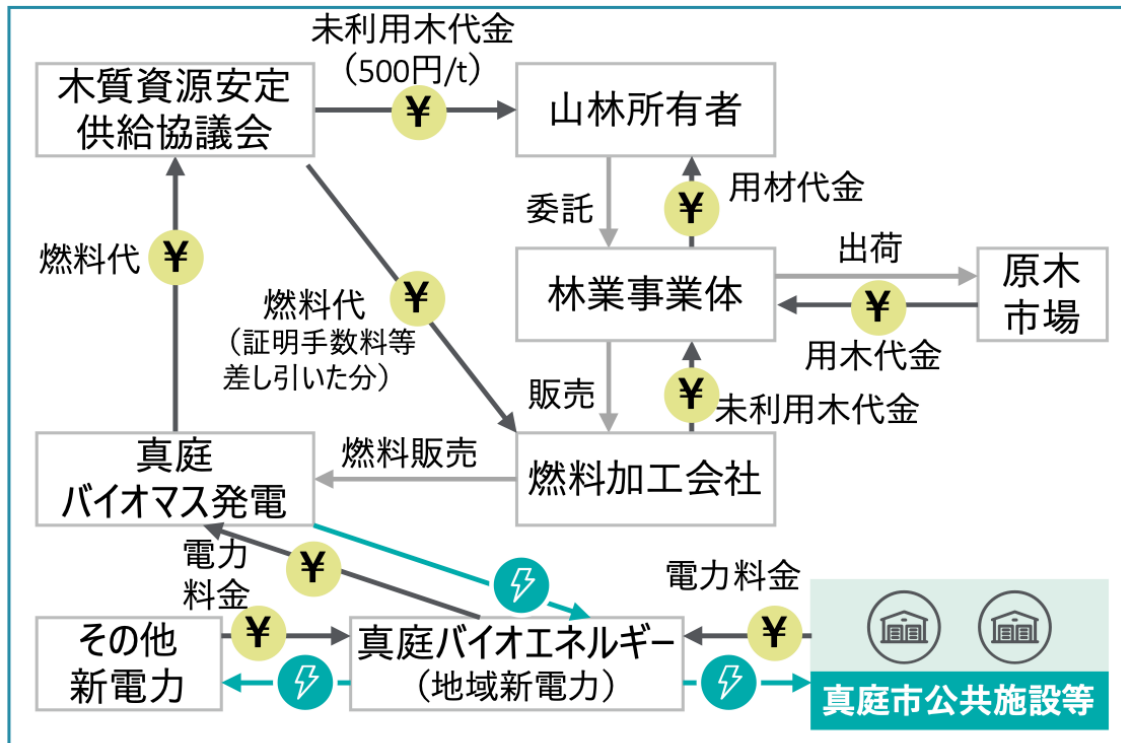 未利用木代金
（500円/t）
木質資源安定
供給協議会
¥
山林所有者
委託
¥
用材代金
燃料代
¥
燃料代
（証明手数料等
差し引いた分）
¥
林業事業体
出荷
¥
用木代金
原木
市場
販売
¥
未利用木代金
真庭
バイオマス発電
燃料販売
燃料加工会社
電力
料金
¥
電力料金
その他
新電力
¥
真庭バイオエネルギー
（地域新電力）
¥
真庭市公共施設等